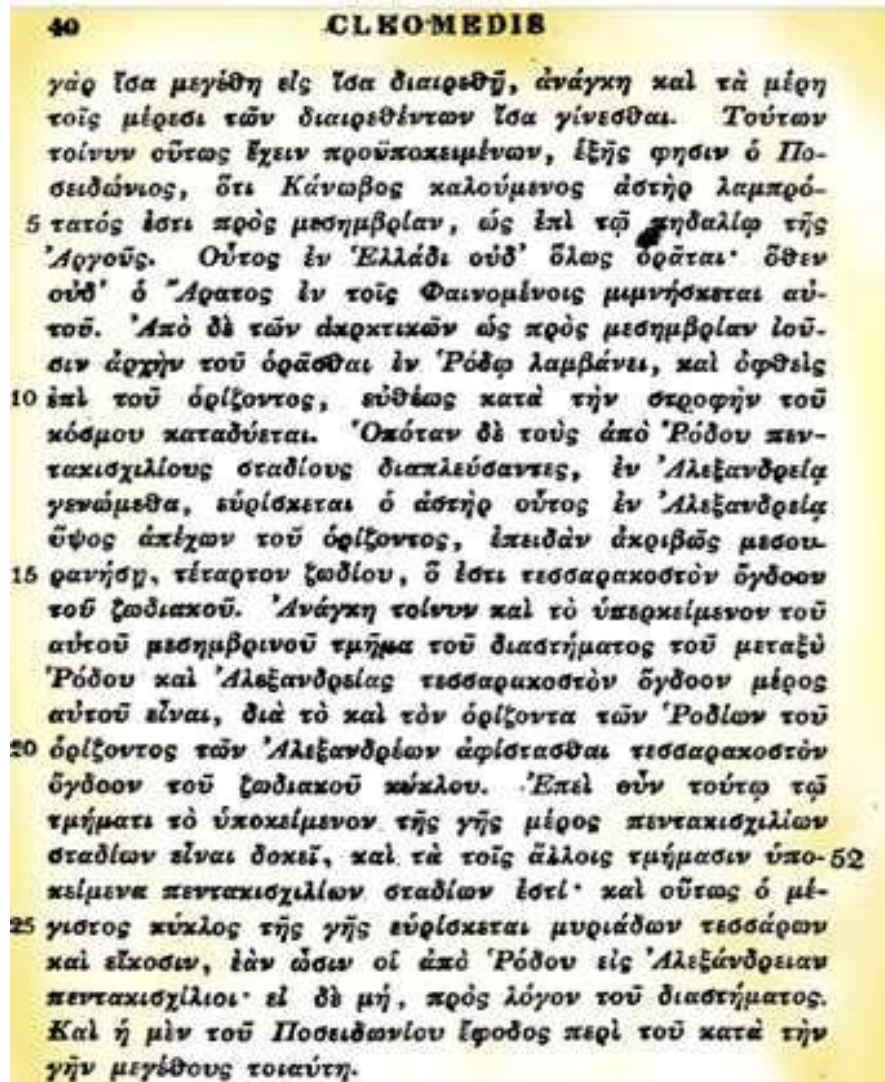 40 CLEOMEDIS
γὰρ ἴσα μεγέθη εἰς ἴσα διαιρεθῇ, ἀνάγκη καὶ τὰ μέρη
τοῖς μέρεσι τῶν διαιρεθέντων ἴσα γίνεσθαι. Τούτων
τοίνυν οὕτως ἔχειν προϋποκειμένων, ἑξῆς φησιν ὁ Πο-
σειδώνιος, ὅτι Κάνωβος καλούμενος ἀστὴρ λαμπρό-
5 τατός ἐστι πρὸς μεσημβρίαν, ὡς ἐπὶ τῷ πηδαλίῳ τῆς
Ἀργοῦς. Οὗτος ἐν Ἑλλάδι οὐδ' ὅλως ὁρᾶται· ὅθεν
οὐδ' ὁ Ἄρατος ἐν τοῖς Φαινομένοις μιμνήσκεται αὐ-
τοῦ. Ἀπὸ δὲ τῶν ἀκρκτικῶν ὡς πρὸς μεσημβρίαν ἰοῦ-
σιν ἀρχὴν τοῦ ὁρᾶσθαι ἐν Ῥόδῳ λαμβάνει, καὶ ὀφθεὶς
10 ἐπὶ τοῦ ὁρίζοντος, εὐθέως κατὰ τὴν στροφὴν τοῦ
κόσμου καταδύεται. Ὁπόταν δὲ τοὺς ἀπὸ Ῥόδου πεν-
τακισχιλίους σταδίους διαπλεύσαντες, ἐν Ἀλεξανδρείᾳ
γενώμεθα, εὑρίσκεται ὁ ἀστὴρ οὗτος ἐν Ἀλεξανδρείᾳ
ὕψος ἀπέχων τοῦ ὁρίζοντος, ἐπειδὰν ἀκριβῶς μεσου-
15 ρανήσῃ, τέταρτον ζωδίου, ὅ ἐστι τεσσαρακοστὸν ὄγδοον
τοῦ ζωδιακοῦ. Ἀνάγκη τοίνυν καὶ τὸ ὑπερκείμενον τοῦ
αὐτοῦ μεσημβρινοῦ τμῆμα τοῦ διαστήματος τοῦ μεταξὺ
Ῥόδου καὶ Ἀλεξανδρείας τεσσαρακοστὸν ὄγδοον μέρος
αὐτοῦ εἶναι, διὰ τὸ καὶ τὸν ὁρίζοντα τῶν Ῥοδίων τοῦ
20 ὁρίζοντος τῶν Ἀλεξανδρέων ἀφίστασθαι τεσσαρακοστὸν
ὄγδοον τοῦ ζωδιακοῦ κύκλου. Ἐπεὶ οὖν τούτῳ τῷ
τμήματι τὸ ὑποκείμενον τῆς γῆς μέρος πεντακισχιλίων
σταδίων εἶναι δοκεῖ, καὶ τὰ τοῖς ἄλλοις τμήμασιν ὑπο- 52
κείμενα πεντακισχιλίων σταδίων ἐστί· καὶ οὕτως ὁ μέ-
25 γιστος κύκλος τῆς γῆς εὑρίσκεται μυριάδων τεσσάρων
καὶ εἴκοσιν, ἐὰν ὦσιν οἱ ἀπὸ Ῥόδου εἰς Ἀλεξάνδρειαν
πεντακισχίλιοι· εἰ δὲ μή, πρὸς λόγον τοῦ διαστήματος.
Καὶ ἡ μὲν τοῦ Ποσειδωνίου ἔφοδος περὶ τοῦ κατὰ τὴν
γῆν μεγέθους τοιαύτη.